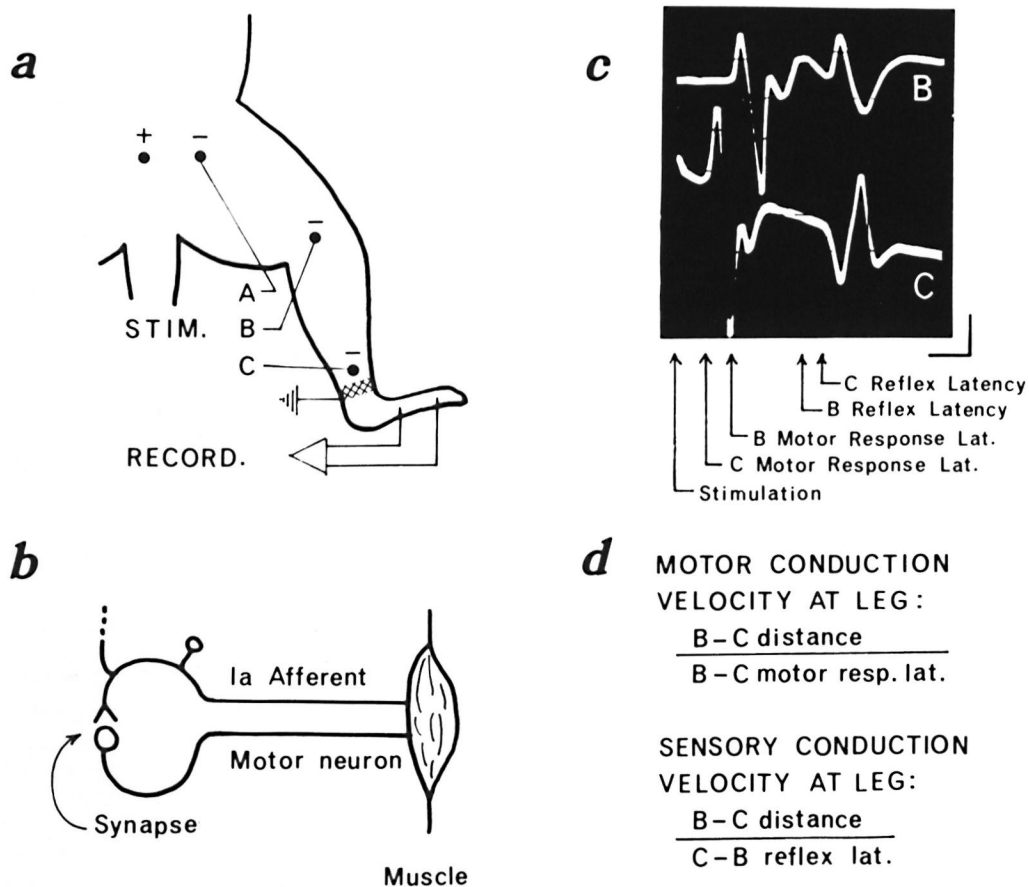 a
+
−
−
A
STIM.
B
C
−
RECORD.
b
Ia Afferent
Motor neuron
Synapse
Muscle
c
B
C
C Reflex Latency
B Reflex Latency
B Motor Response Lat.
C Motor Response Lat.
Stimulation
d
MOTOR CONDUCTION
VELOCITY AT LEG:
B–C distance
B–C motor resp. lat.
SENSORY CONDUCTION
VELOCITY AT LEG:
B–C distance
C–B reflex lat.